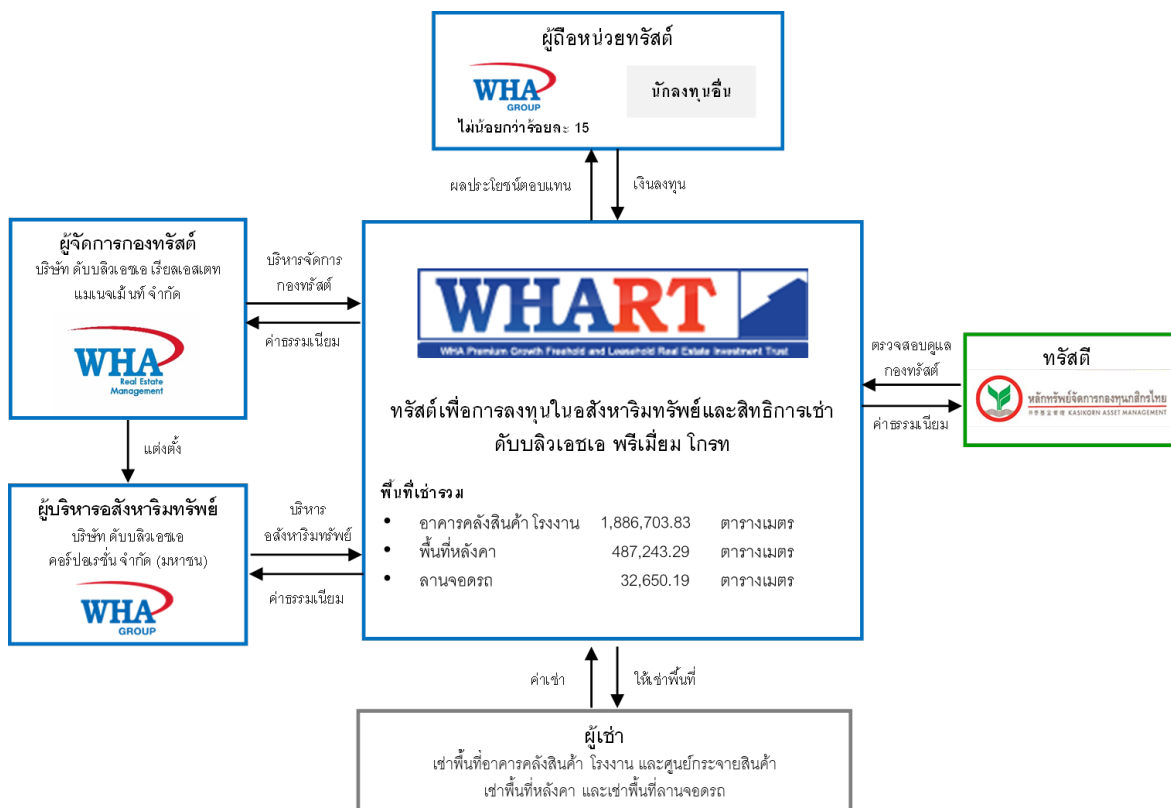 ผู้ถือหน่วยทรัสต์
WHA
GROUP
นักลงทุนอื่น
ไม่น้อยกว่าร้อยละ 15
ผลประโยชน์ตอบแทน
เงินลงทุน
ผู้จัดการกองทรัสต์
บริษัท ดับบลิวเอชเอ เรียลเอสเตท
แมเนจเม้นท์ จำกัด
WHA
Real Estate
Management
บริหารจัดการ
กองทรัสต์
ค่าธรรมเนียม
WHART
WHA Premium Growth Freehold and Leasehold Real Estate Investment Trust
ทรัสต์เพื่อการลงทุนในอสังหาริมทรัพย์และสิทธิการเช่า
ดับบลิวเอชเอ พรีเมี่ยม โกรท
พื้นที่เช่ารวม
• อาคารคลังสินค้า โรงงาน 1,886,703.83 ตารางเมตร
• พื้นที่หลังคา 487,243.29 ตารางเมตร
• ลานจอดรถ 32,650.19 ตารางเมตร
ตรวจสอบดูแล
กองทรัสต์
ค่าธรรมเนียม
ทรัสตี
หลักทรัพย์จัดการกองทุนกสิกรไทย
KASIKORN ASSET MANAGEMENT
แต่งตั้ง
ผู้บริหารอสังหาริมทรัพย์
บริษัท ดับบลิวเอชเอ
คอร์ปอเรชั่น จำกัด (มหาชน)
WHA
GROUP
บริหาร
อสังหาริมทรัพย์
ค่าธรรมเนียม
ค่าเช่า
ให้เช่าพื้นที่
ผู้เช่า
เช่าพื้นที่อาคารคลังสินค้า โรงงาน และศูนย์กระจายสินค้า
เช่าพื้นที่หลังคา และเช่าพื้นที่ลานจอดรถ